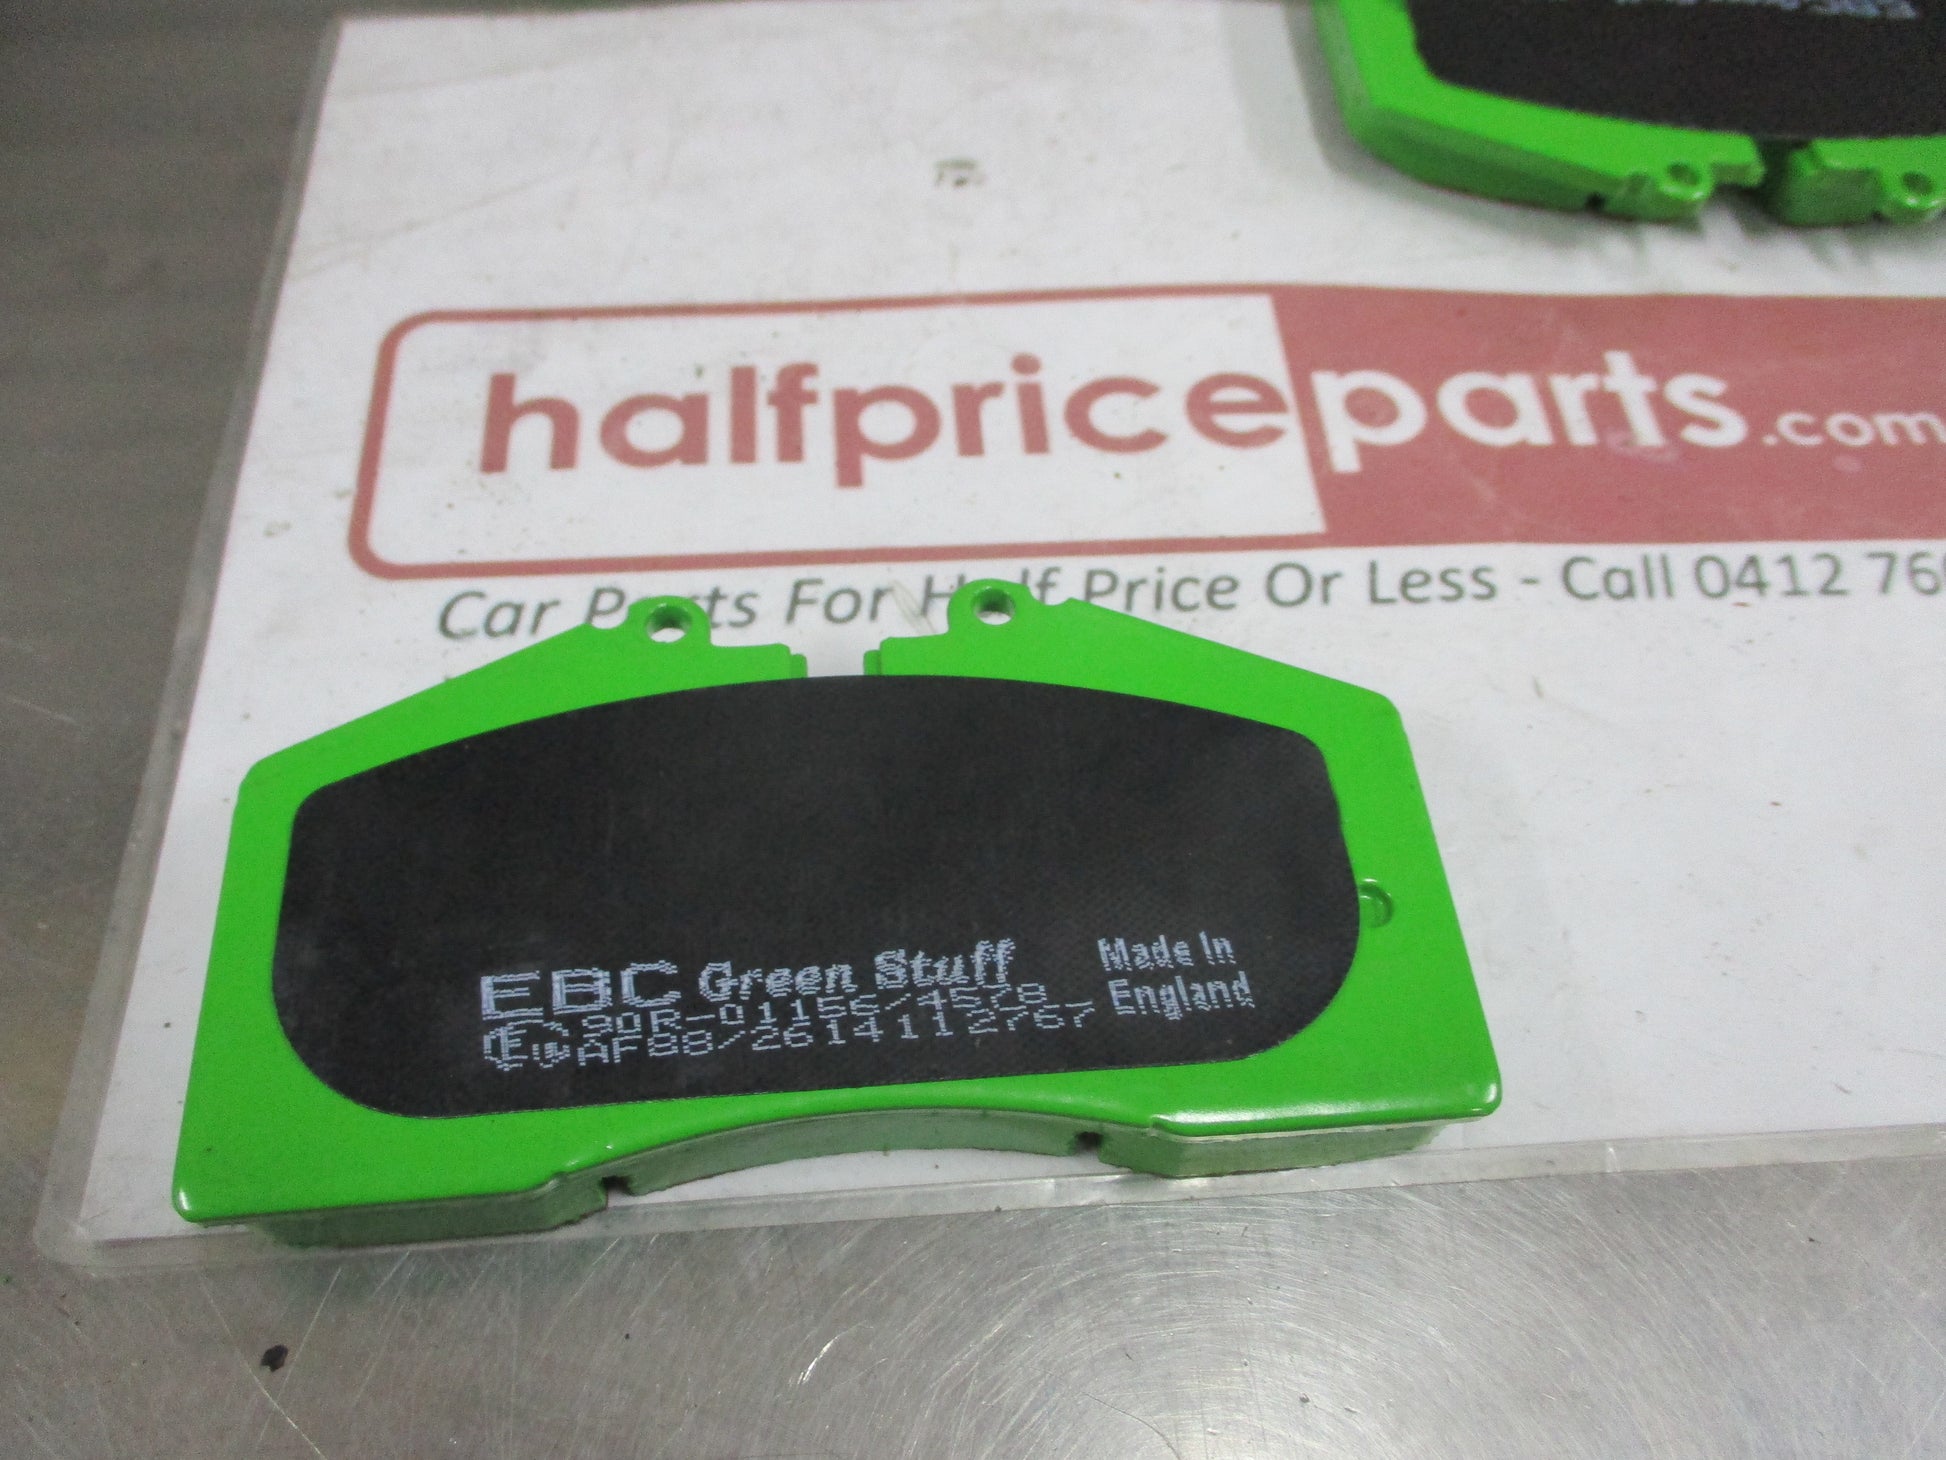 halfpriceparts.com
Car Parts For Half Price Or Less - Call 0412 76
EBC Green Stuff
Made In
England
90R-01155/4578
AF88/2614112767